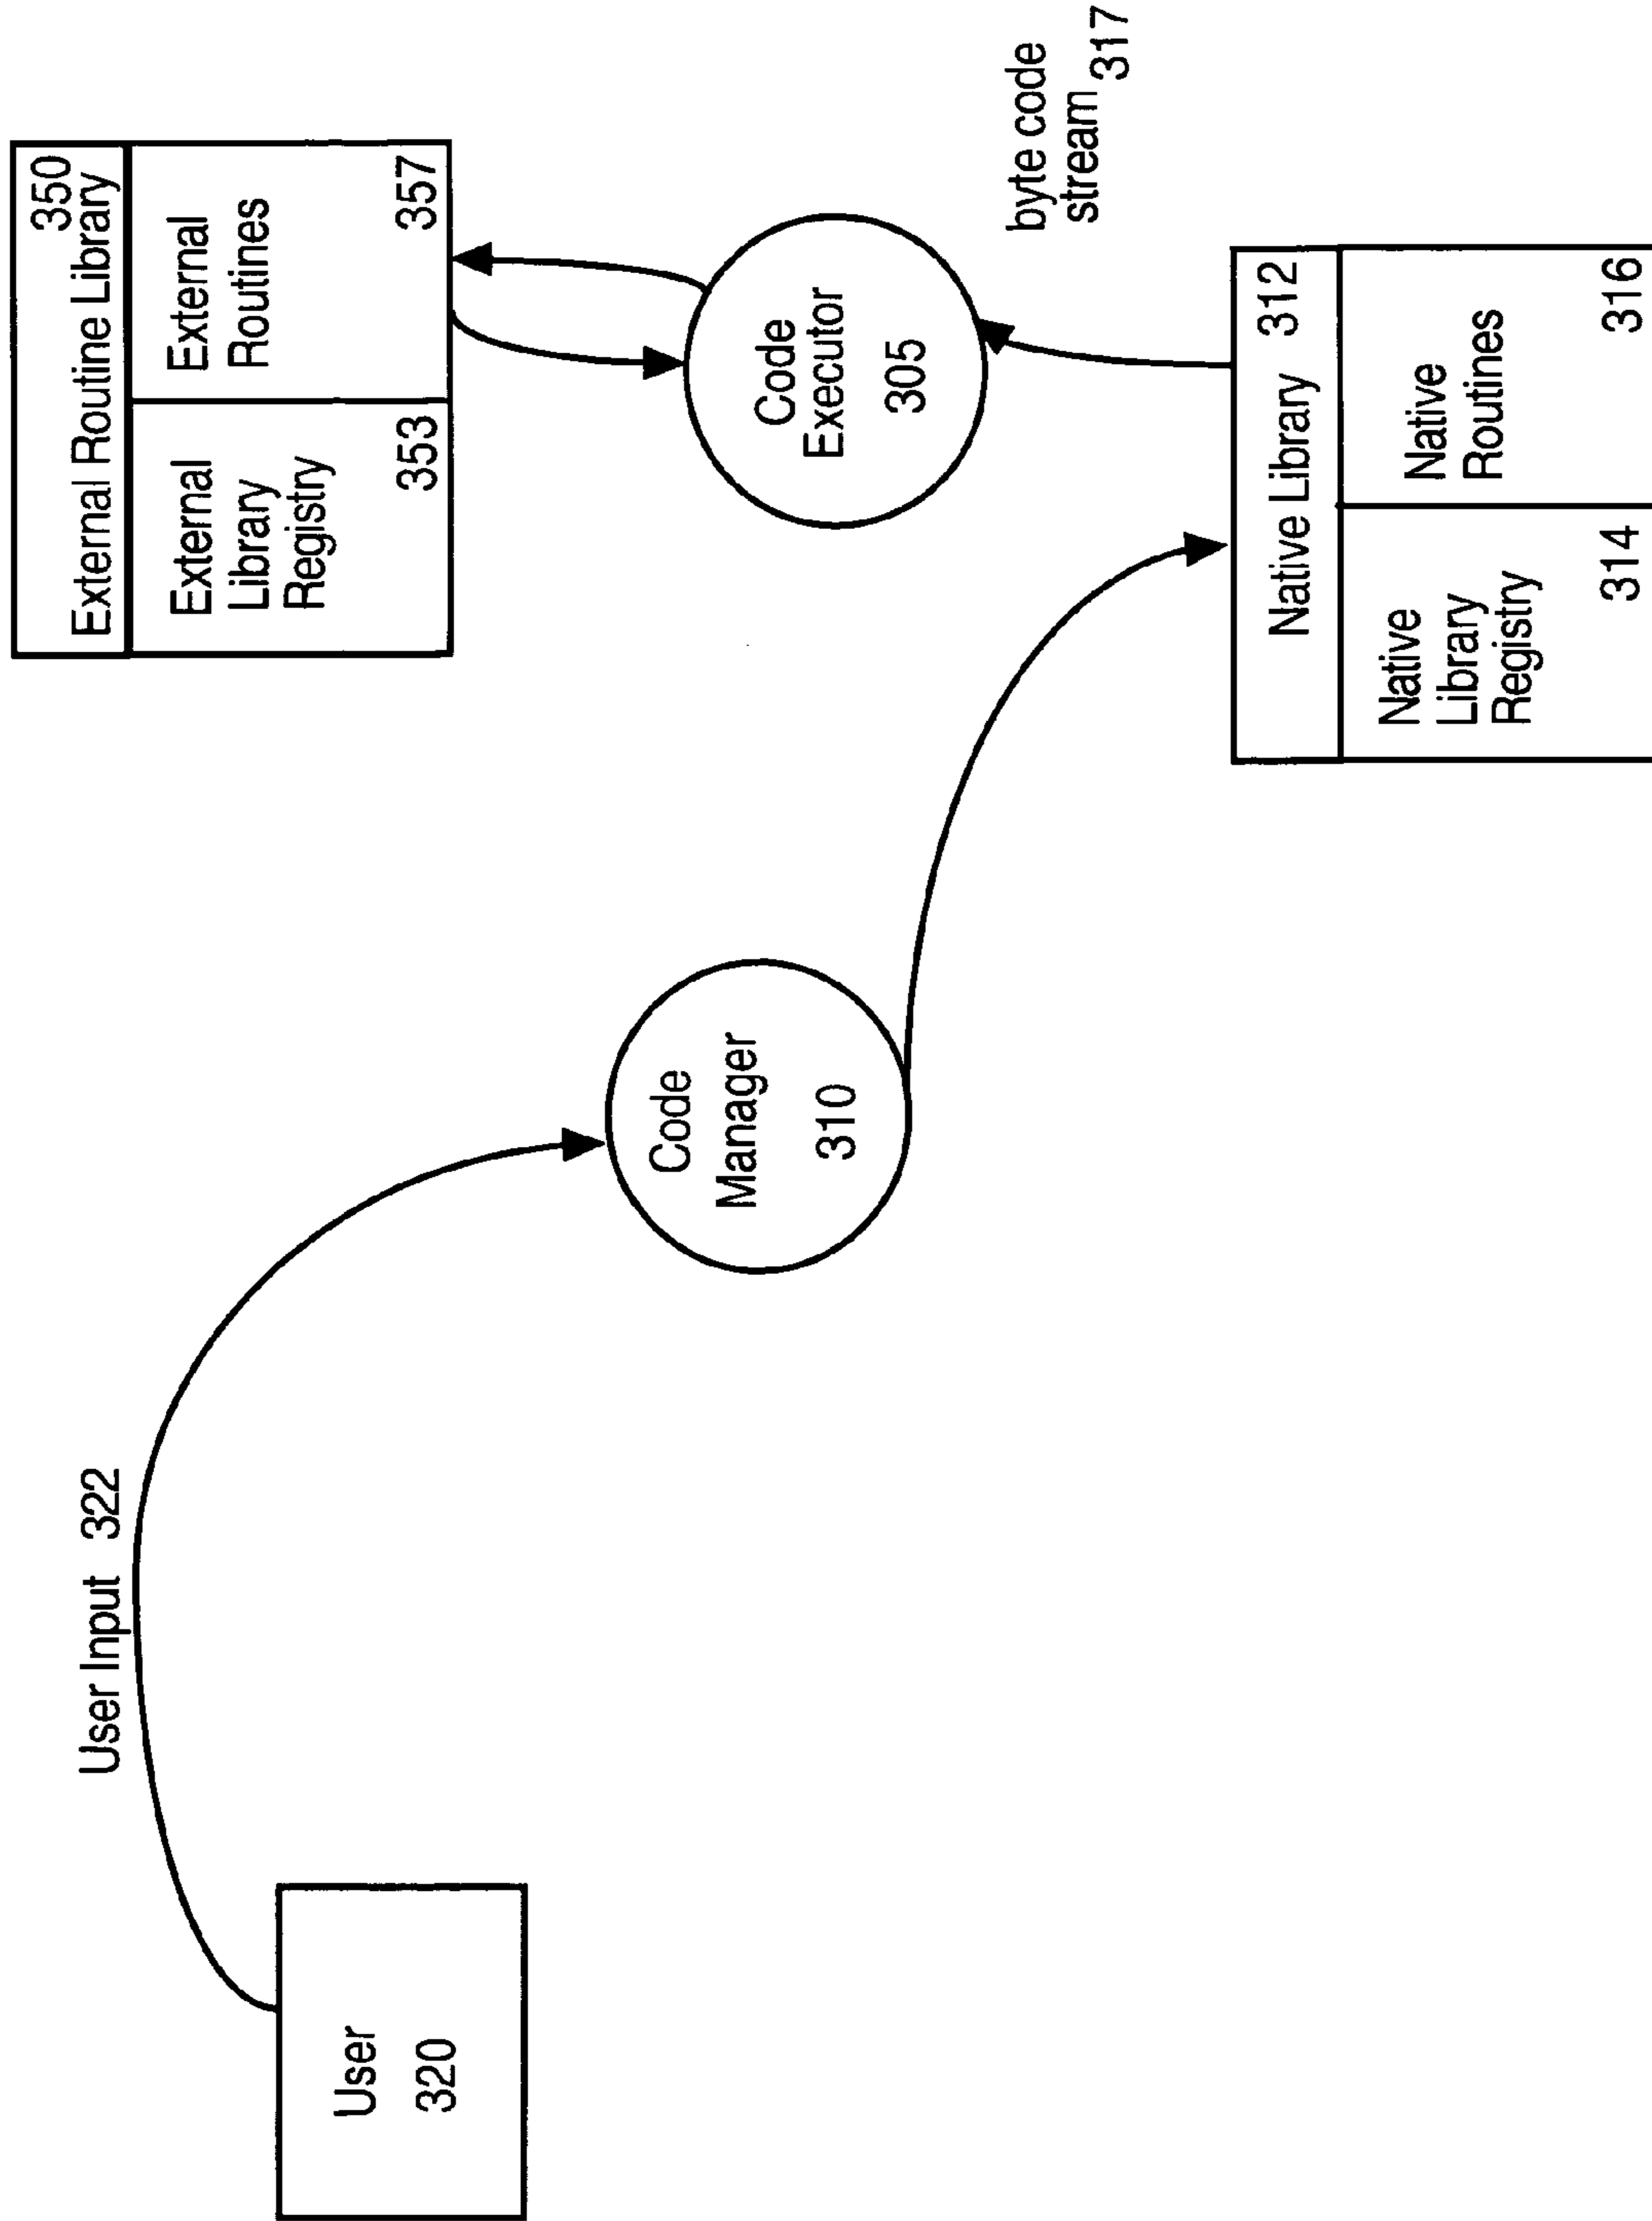 User Input 322
User
320
Code
Manager
310
350
External Routine Library
External
Library
Registry
353
External
Routines
357
Code
Executor
305
byte code
stream 317
Native Library 312
Native
Library
Registry
314
Native
Routines
316